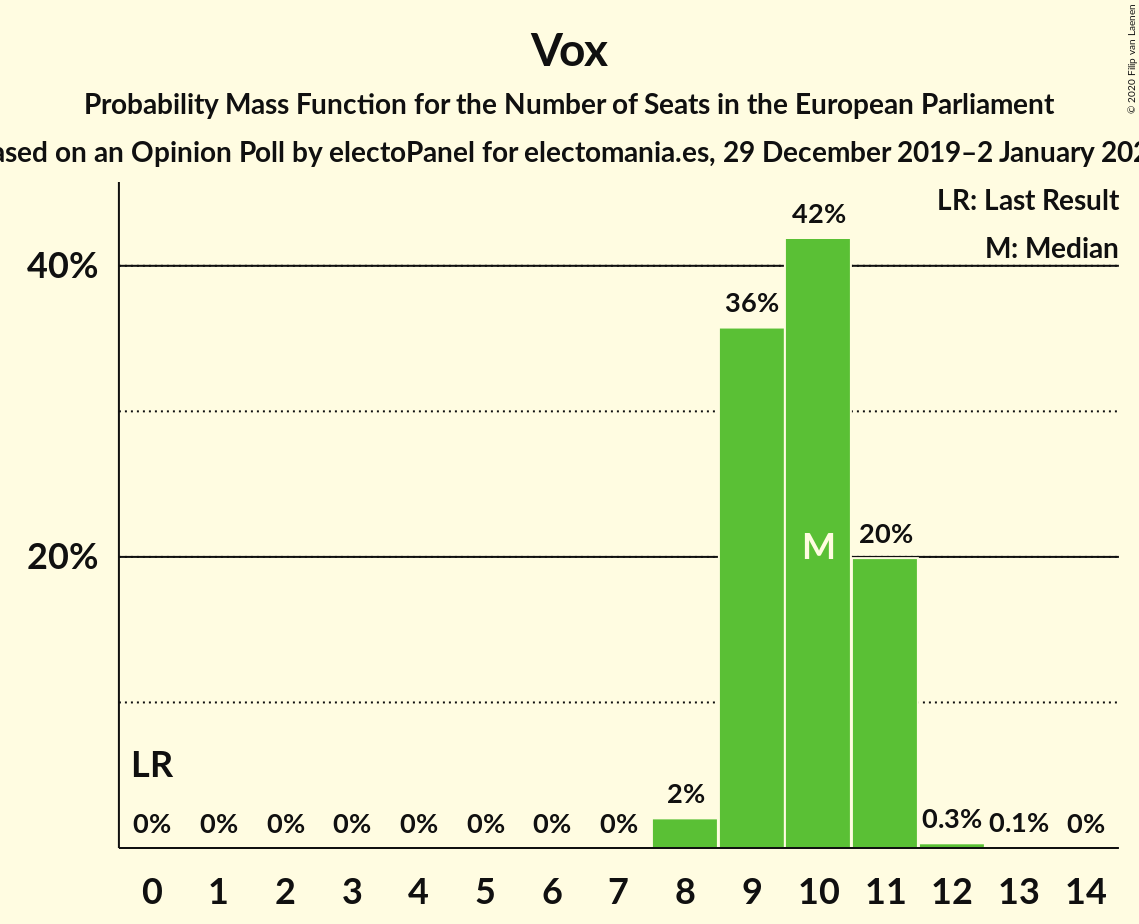 Vox
Probability Mass Function for the Number of Seats in the European Parliament
on an Opinion Poll by electoPanel for electomania.es, 29 December 2019–2 January
© 2020 Filip van Laenen
LR: Last Result
M: Median
40%
20%
42%
36%
M
20%
LR
0% 0% 0% 0% 0% 0% 0% 0% 2% 0.3% 0.1% 0%
0 1 2 3 4 5 6 7 8 9 10 11 12 13 14